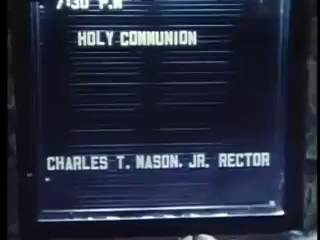 7:30 P.M
HOLY COMMUNION
CHARLES T. MASON, JR. RECTOR